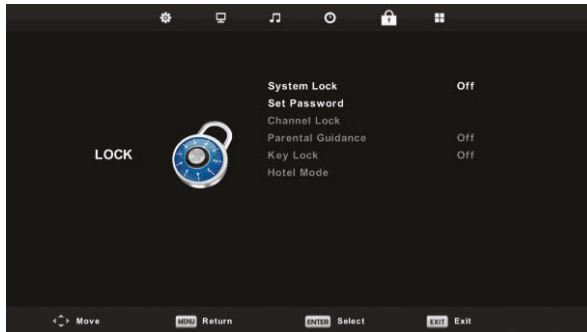 System Lock Off
Set Password
Channel Lock
Parental Guidance Off
LOCK
Key Lock Off
Hotel Mode
Move MENU Return ENTER Select EXIT Exit